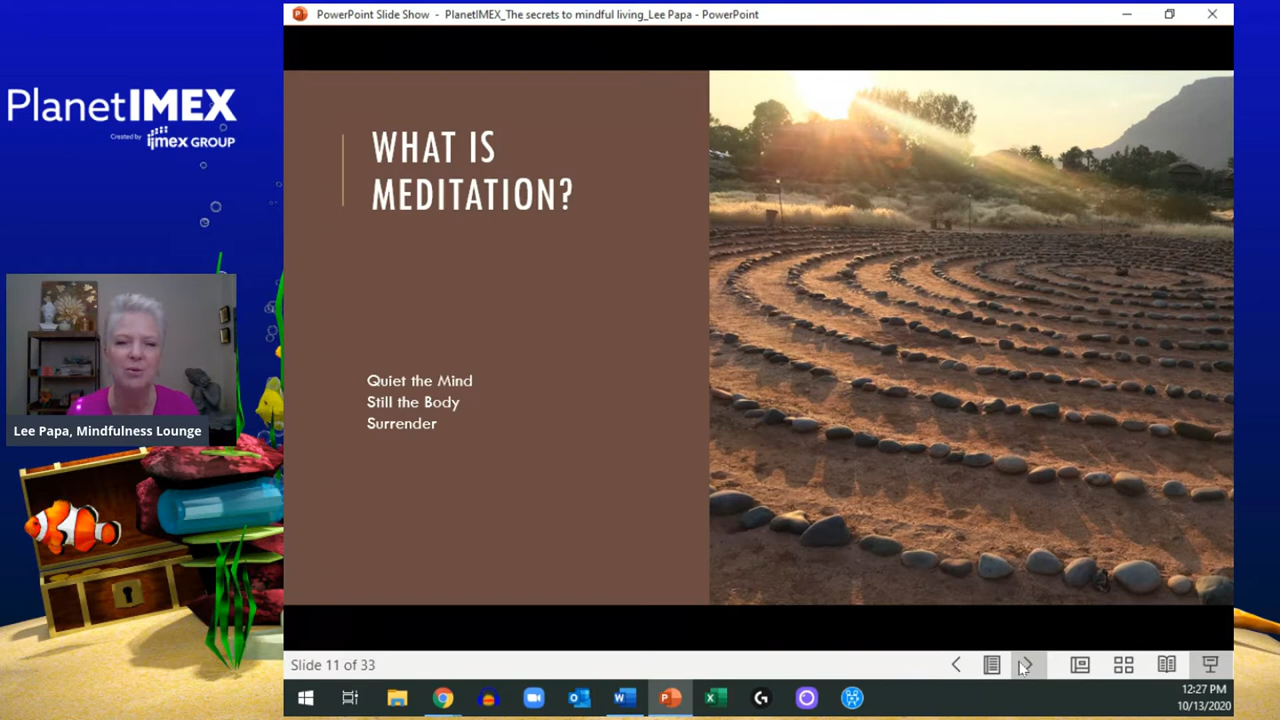 PowerPoint Slide Show - PlanetIMEX_The secrets to mindful living_Lee Papa - PowerPoint
PlanetIMEX
Created by imex GROUP
WHAT IS
MEDITATION?
Quiet the Mind
Still the Body
Surrender
Lee Papa, Mindfulness Lounge
Slide 11 of 33
12:27 PM
10/13/2020